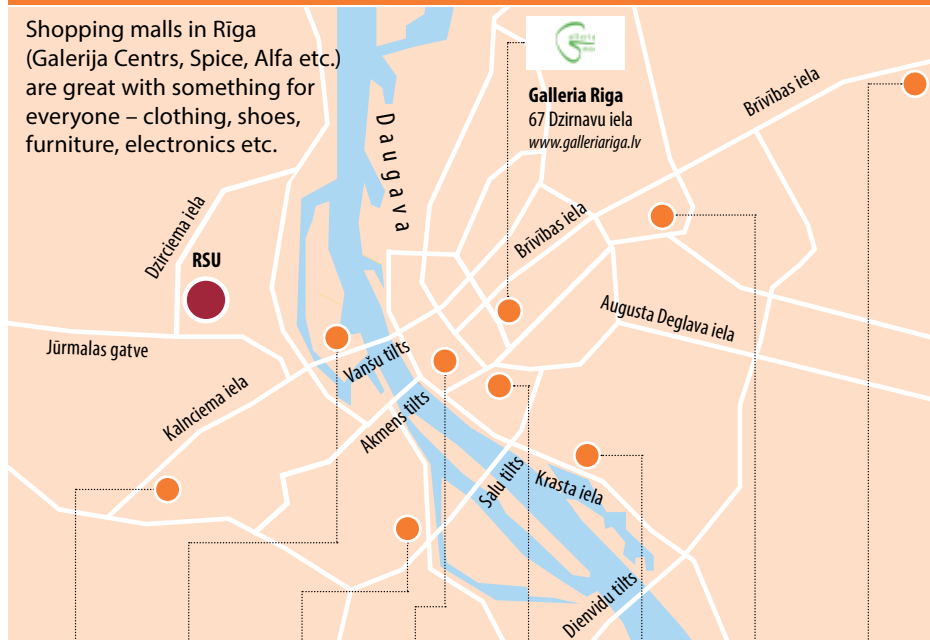 Shopping malls in Rīga
(Galerija Centrs, Spice, Alfa etc.)
are great with something for
everyone – clothing, shoes,
furniture, electronics etc.
Galleria Riga
67 Dzirnavu iela
www.galleriariga.lv
Daugava
Brīvības iela
Brīvības iela
Dzirciema iela
RSU
Augusta Deglava iela
Jūrmalas gatve
Vanšu tilts
Kalnciema iela
Akmens tilts
Salu tilts
Krasta iela
Dienvidu tilts